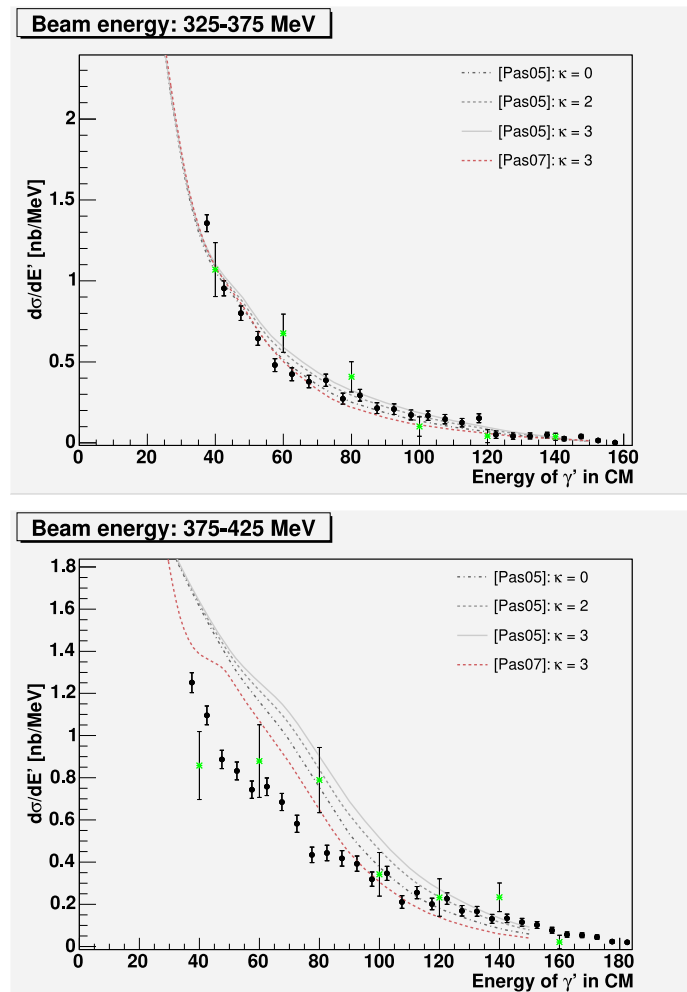 Beam energy: 325-375 MeV
[Pas05]: κ = 0
[Pas05]: κ = 2
[Pas05]: κ = 3
[Pas07]: κ = 3
dσ/dE' [nb/MeV]
2
1.5
1
0.5
0
0 20 40 60 80 100 120 140 160
Energy of γ' in CM
Beam energy: 375-425 MeV
[Pas05]: κ = 0
[Pas05]: κ = 2
[Pas05]: κ = 3
[Pas07]: κ = 3
dσ/dE' [nb/MeV]
1.8
1.6
1.4
1.2
1
0.8
0.6
0.4
0.2
0
0 20 40 60 80 100 120 140 160 180
Energy of γ' in CM